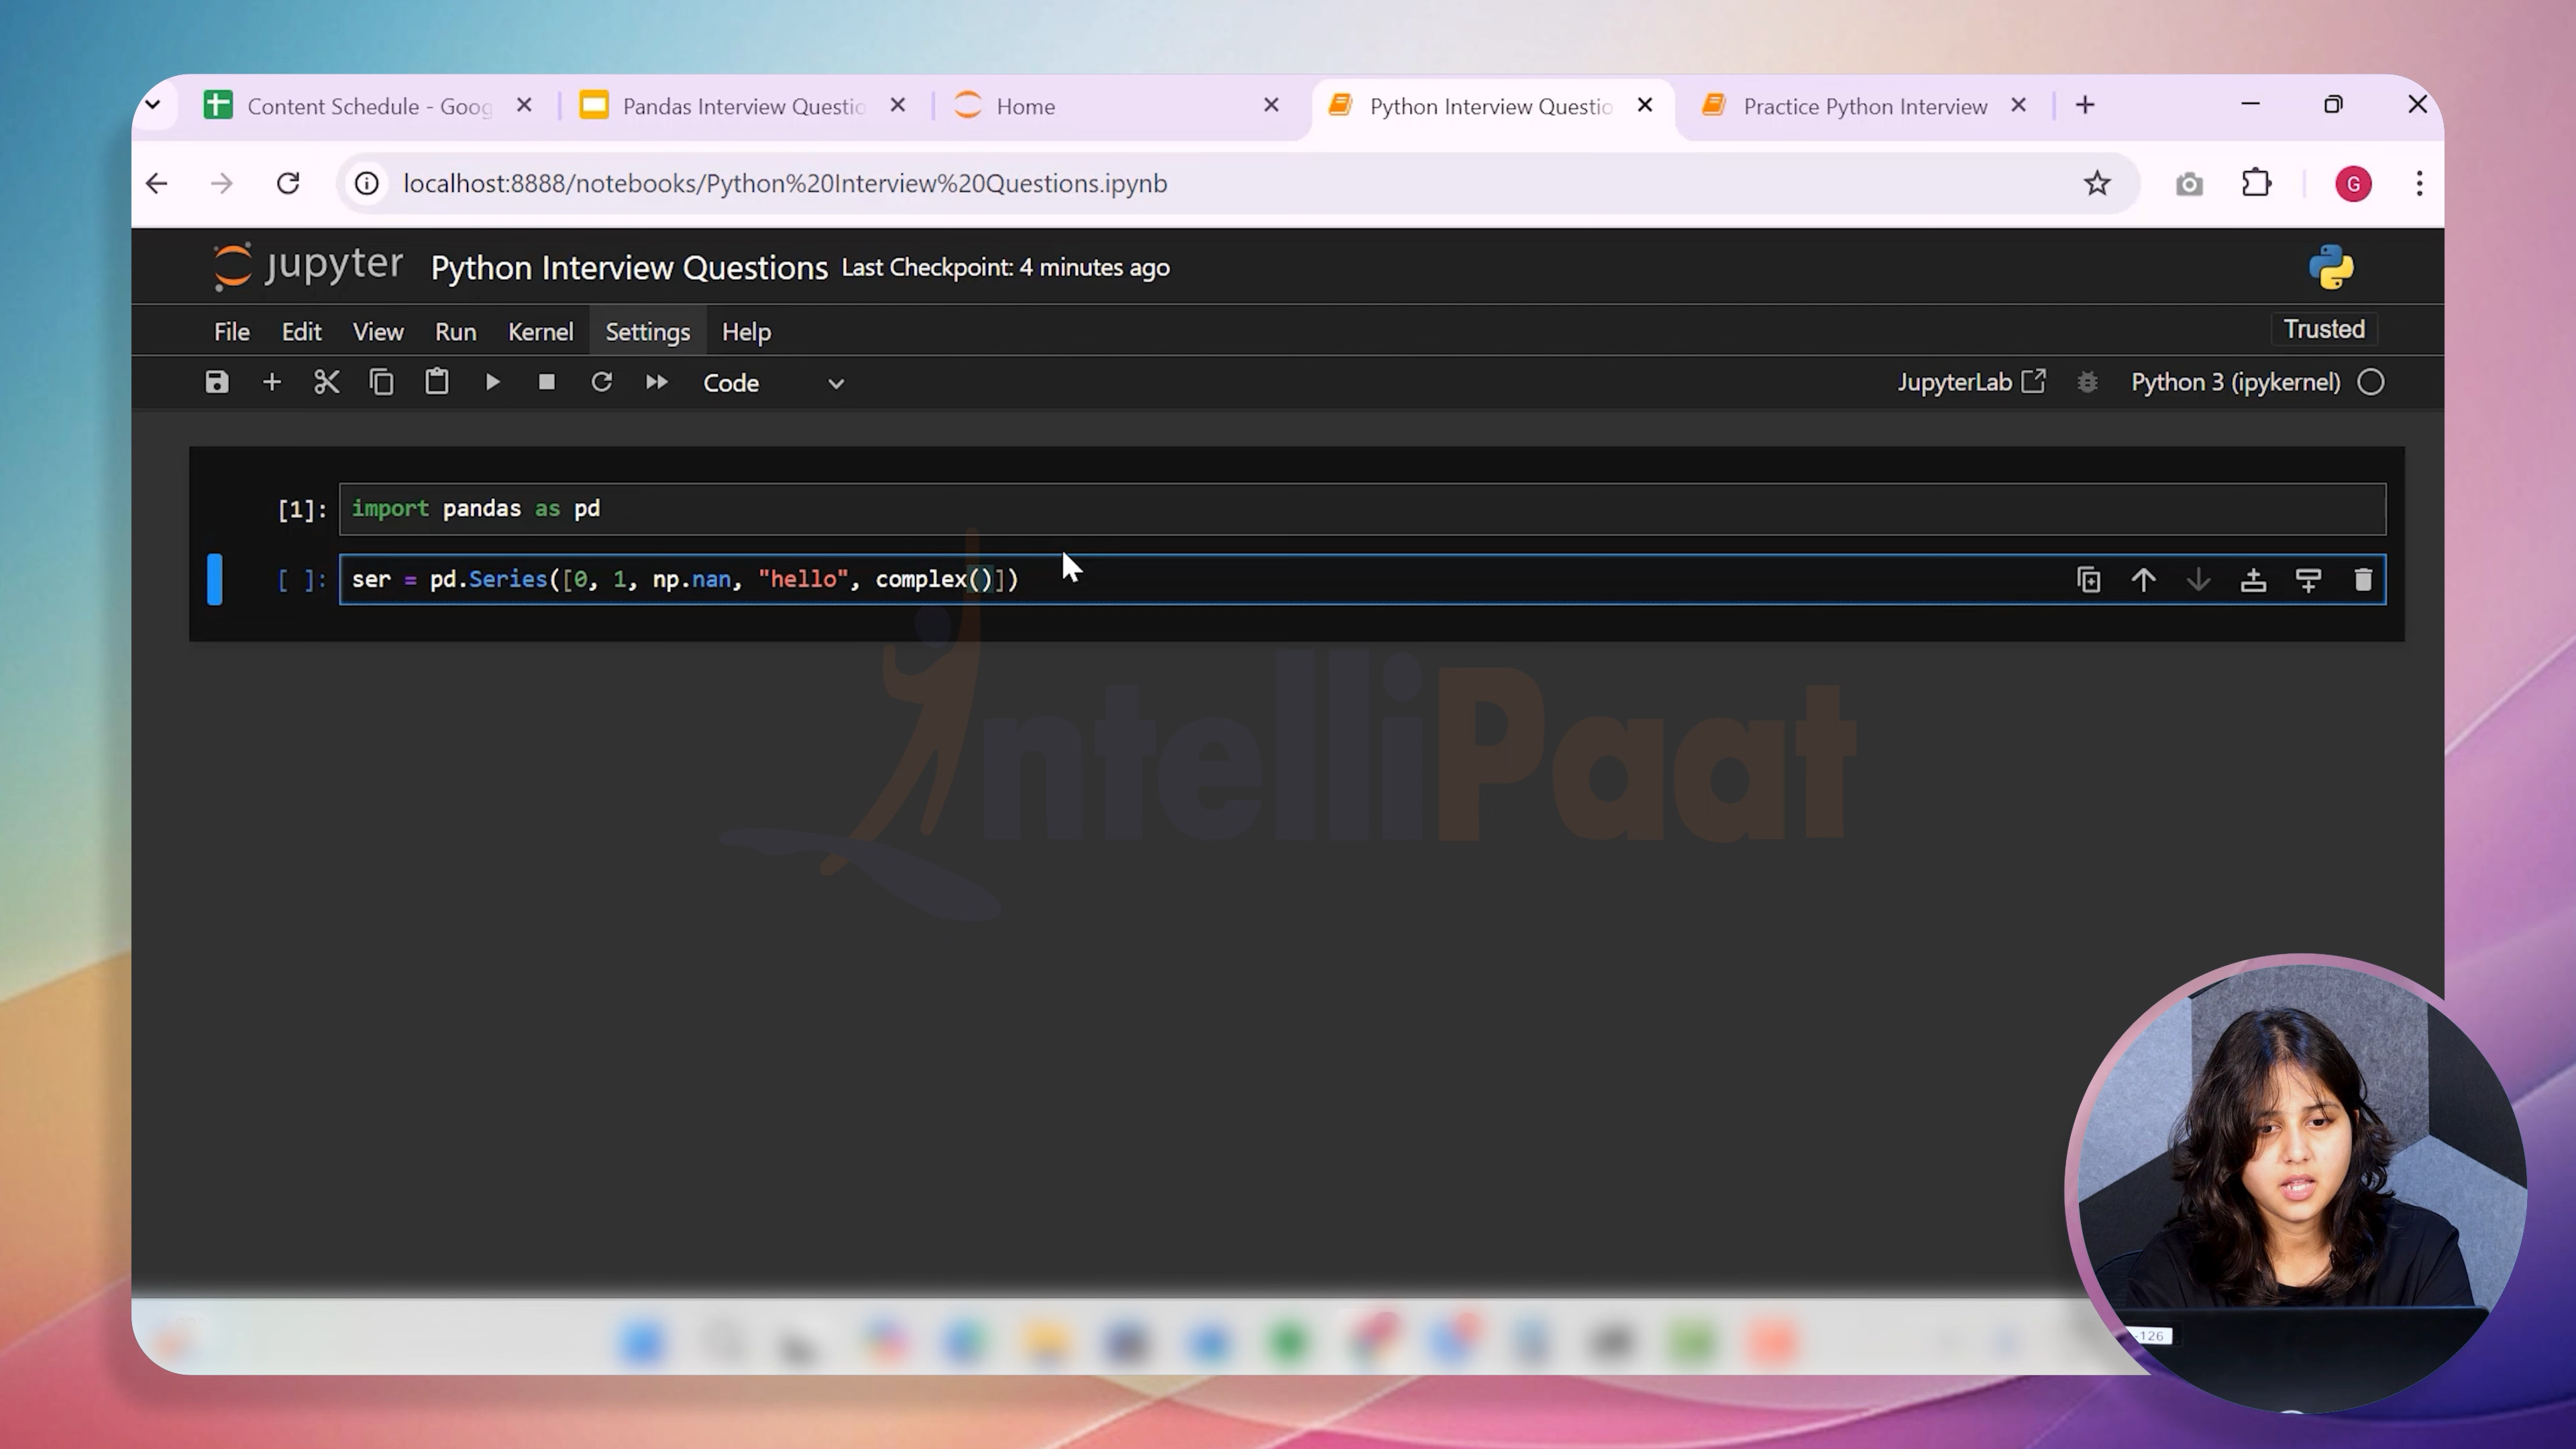 Content Schedule - Goog
Pandas Interview Questio
Home
Python Interview Questio
Practice Python Interview
localhost:8888/notebooks/Python%20Interview%20Questions.ipynb
G
jupyter Python Interview Questions Last Checkpoint: 4 minutes ago
File Edit View Run Kernel Settings Help
Trusted
Code
JupyterLab
Python 3 (ipykernel)
[1]: import pandas as pd
[ ]: ser = pd.Series([0, 1, np.nan, "hello", complex()])
IntelliPaat
-126